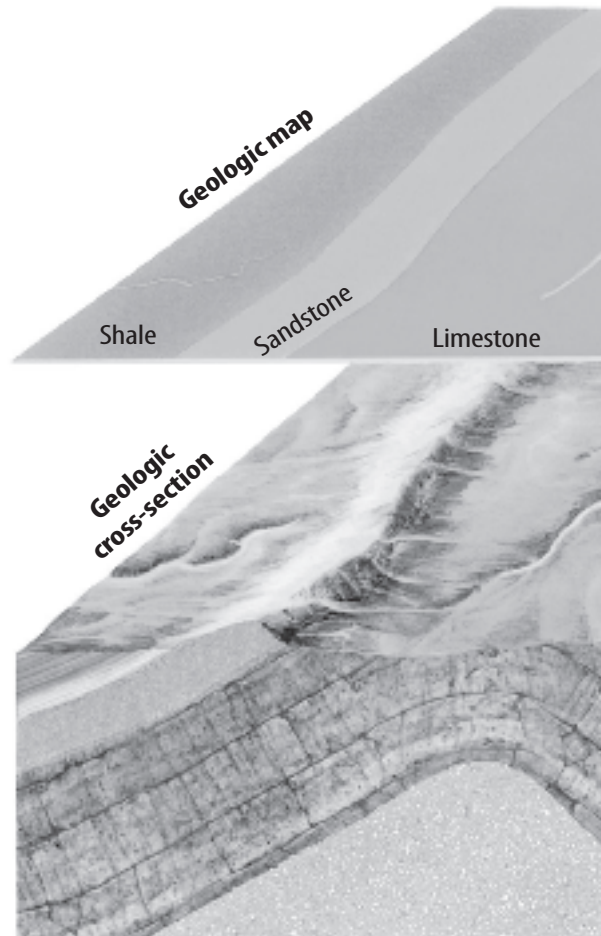 Geologic map
Shale
Sandstone
Limestone
Geologic
cross-section